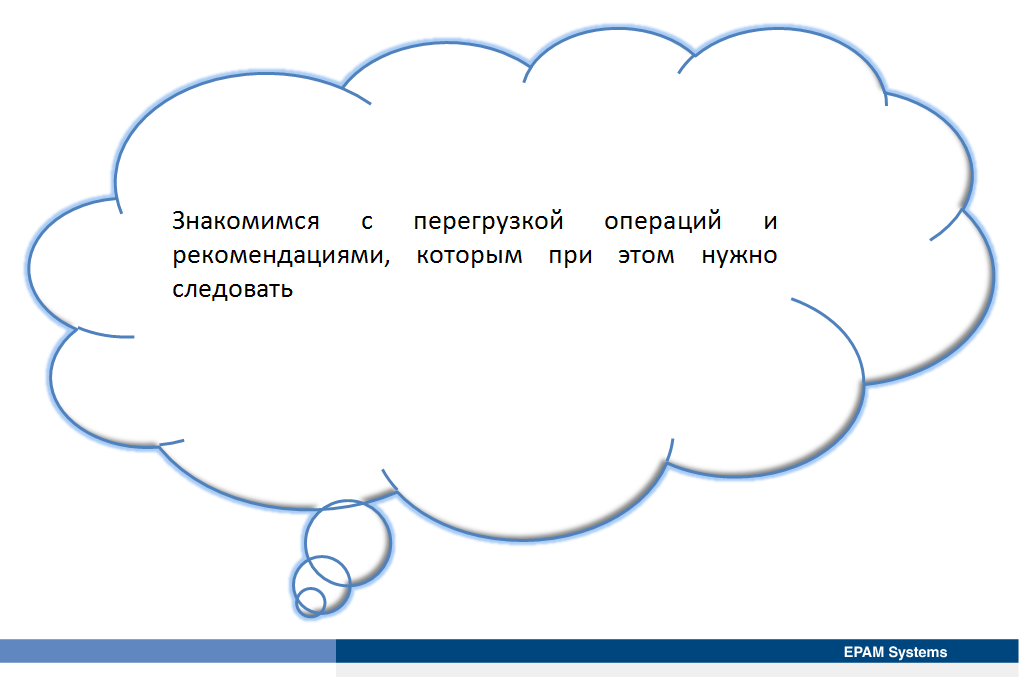 Знакомимся с перегрузкой операций и
рекомендациями, которым при этом нужно
следовать
EPAM Systems